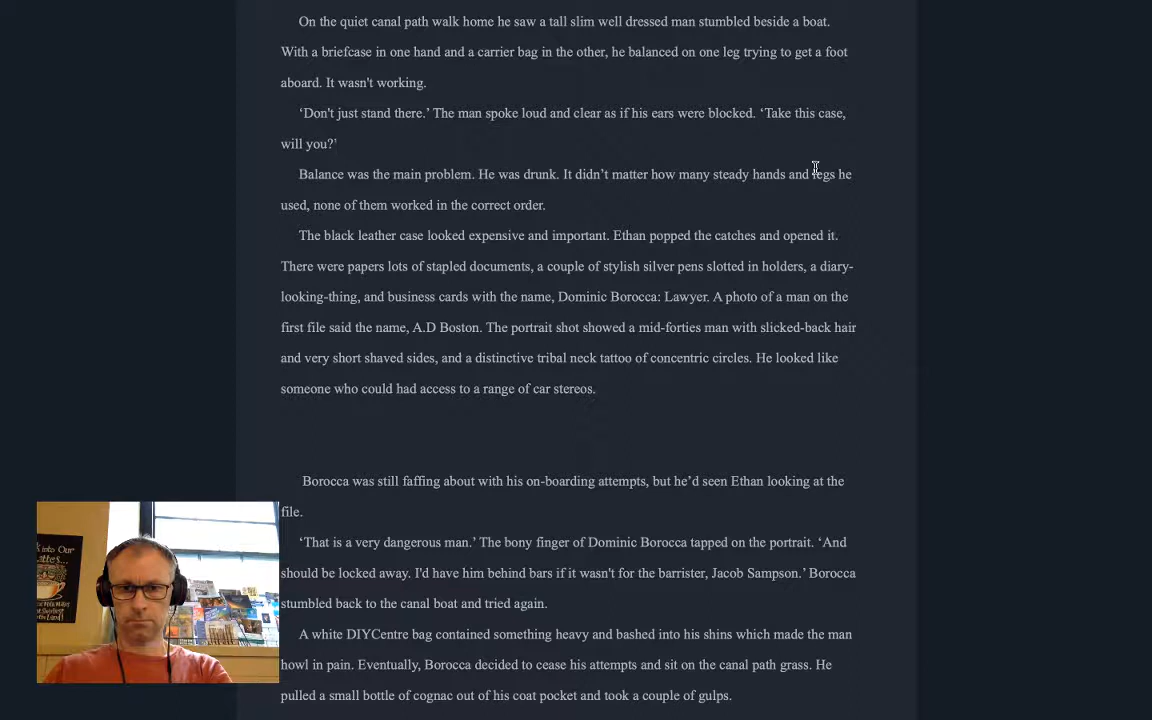 On the quiet canal path walk home he saw a tall slim well dressed man stumbled beside a boat.
With a briefcase in one hand and a carrier bag in the other, he balanced on one leg trying to get a foot
aboard. It wasn't working.
‘Don't just stand there.’ The man spoke loud and clear as if his ears were blocked. ‘Take this case,
will you?’
Balance was the main problem. He was drunk. It didn’t matter how many steady hands and legs he
used, none of them worked in the correct order.
The black leather case looked expensive and important. Ethan popped the catches and opened it.
There were papers lots of stapled documents, a couple of stylish silver pens slotted in holders, a diary-
looking-thing, and business cards with the name, Dominic Borocca: Lawyer. A photo of a man on the
first file said the name, A.D Boston. The portrait shot showed a mid-forties man with slicked-back hair
and very short shaved sides, and a distinctive tribal neck tattoo of concentric circles. He looked like
someone who could had access to a range of car stereos.
Borocca was still faffing about with his on-boarding attempts, but he’d seen Ethan looking at the
file.
‘That is a very dangerous man.’ The bony finger of Dominic Borocca tapped on the portrait. ‘And
should be locked away. I'd have him behind bars if it wasn't for the barrister, Jacob Sampson.’ Borocca
stumbled back to the canal boat and tried again.
A white DIYCentre bag contained something heavy and bashed into his shins which made the man
howl in pain. Eventually, Borocca decided to cease his attempts and sit on the canal path grass. He
pulled a small bottle of cognac out of his coat pocket and took a couple of gulps.
into Our